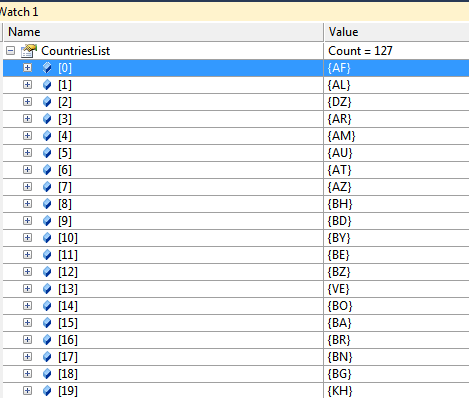 Watch 1
Name Value
CountriesList Count = 127
[0] {AF}
[1] {AL}
[2] {DZ}
[3] {AR}
[4] {AM}
[5] {AU}
[6] {AT}
[7] {AZ}
[8] {BH}
[9] {BD}
[10] {BY}
[11] {BE}
[12] {BZ}
[13] {VE}
[14] {BO}
[15] {BA}
[16] {BR}
[17] {BN}
[18] {BG}
[19] {KH}